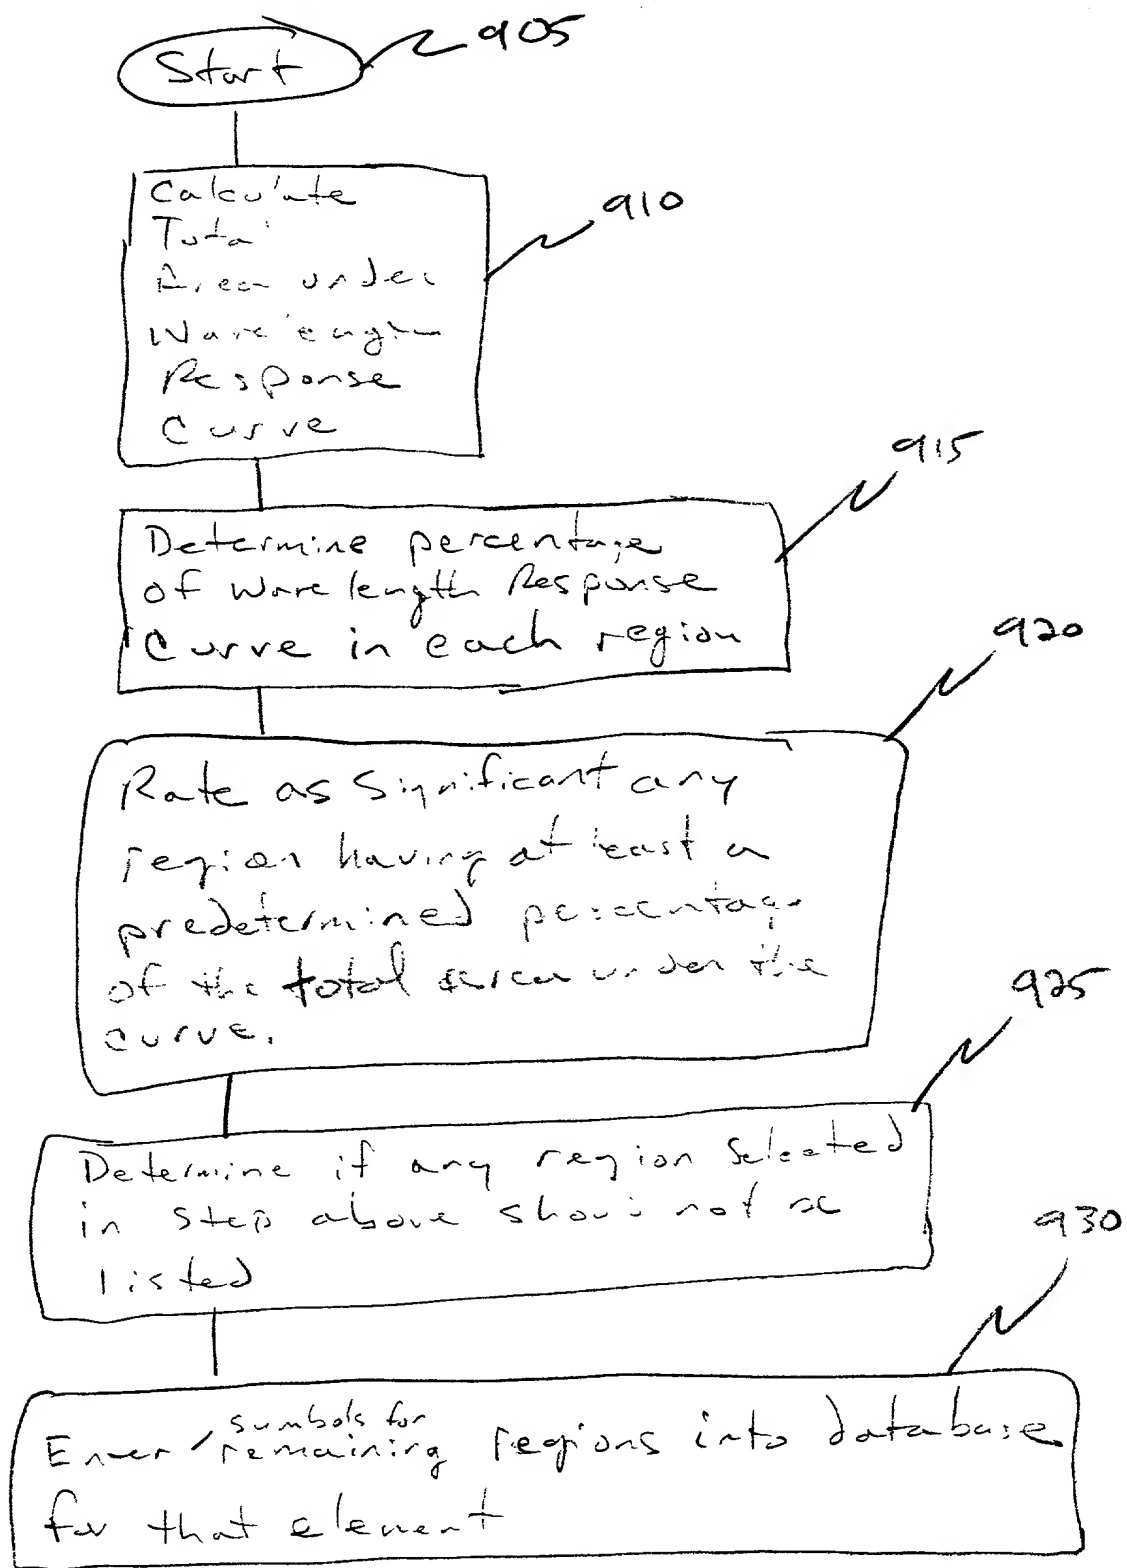 Start
905
Calculate
Total
Area under
Wavelength
Response
Curve
910
Determine percentage
of wavelength Response
Curve in each region
915
Rate as Significant any
region having at least a
predetermined percentage
of the total area under the
curve.
920
Determine if any region Selected
in step above should not be
listed
925
symbols for
Enter / remaining regions into database
for that element
930